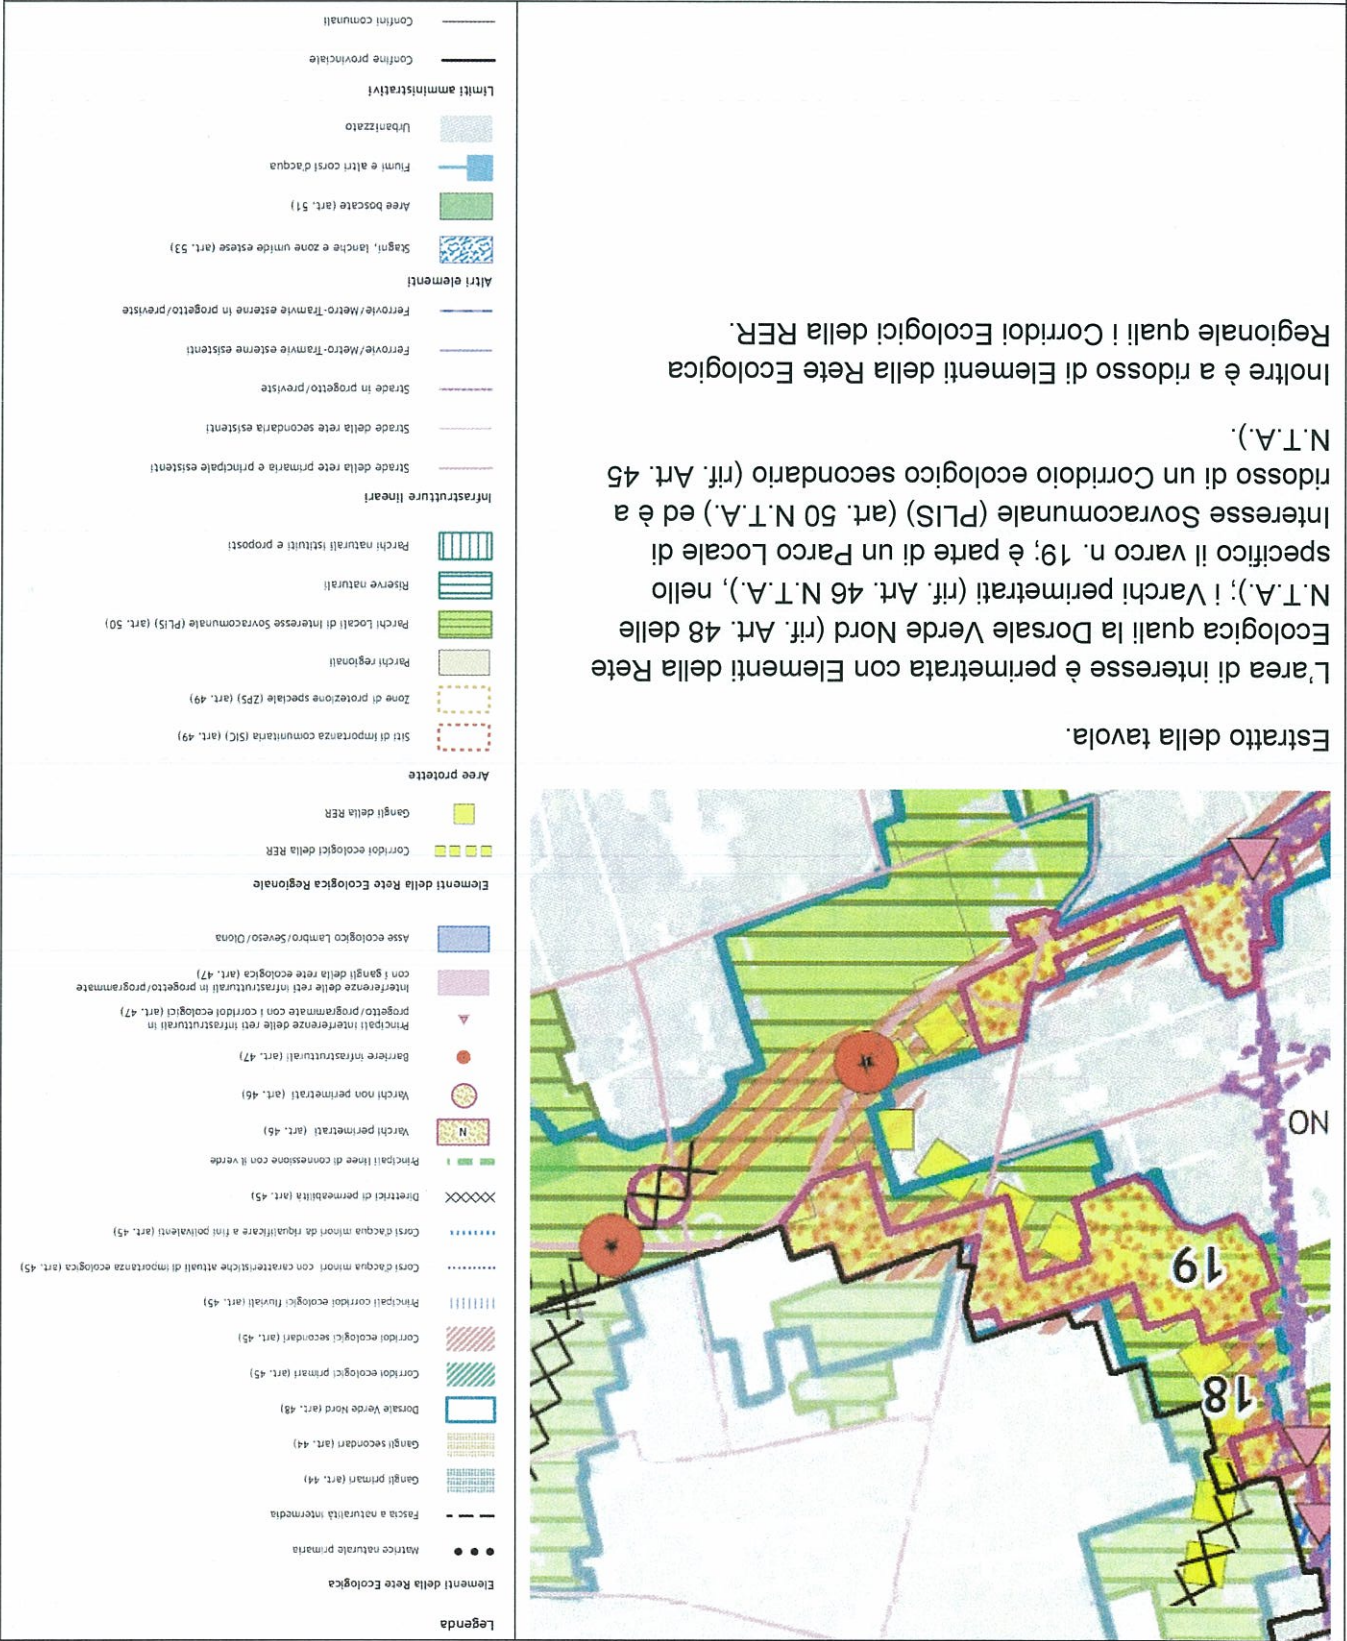 18
19
NO
Estratto della tavola.
L'area di interesse è perimetrata con Elementi della Rete
Ecologica quali la Dorsale Verde Nord (rif. Art. 48 delle
N.T.A.); i Varchi perimetrati (rif. Art. 46 N.T.A.), nello
specifico il varco n. 19; è parte di un Parco Locale di
Interesse Sovracomunale (PLIS) (art. 50 N.T.A.) ed è a
ridosso di un Corridoio ecologico secondario (rif. Art. 45
N.T.A.).
Inoltre è a ridosso di Elementi della Rete Ecologica
Regionale quali i Corridoi Ecologici della RER.
Legenda
Elementi della Rete Ecologica
Matrice naturale primaria
Fascia a naturalità intermedia
Gangli primari (art. 44)
Gangli secondari (art. 44)
Dorsale Verde Nord (art. 48)
Corridoi ecologici primari (art. 45)
Corridoi ecologici secondari (art. 45)
Principali corridoi ecologici fluviali (art. 45)
Corsi d'acqua minori con caratteristiche attuali di importanza ecologica (art. 45)
Corsi d'acqua minori da riqualificare a fini polivalenti (art. 45)
Direttrici di permeabilità (art. 45)
Principali linee di connessione con il verde
N
Varchi perimetrati (art. 46)
Varchi non perimetrati (art. 46)
Barriere infrastrutturali (art. 47)
Principali interferenze delle reti infrastrutturali in
progetto/programmate con i corridoi ecologici (art. 47)
Interferenze delle reti infrastrutturali in progetto/programmate
con i gangli della rete ecologica (art. 47)
Asse ecologico Lambro/Seveso/Olona
Elementi della Rete Ecologica Regionale
Corridoi ecologici della RER
Gangli della RER
Aree protette
Siti di importanza comunitaria (SIC) (art. 49)
Zone di protezione speciale (ZPS) (art. 49)
Parchi regionali
Parchi Locali di Interesse Sovracomunale (PLIS) (art. 50)
Riserve naturali
Parchi naturali istituiti e proposti
Infrastrutture lineari
Strade della rete primaria e principale esistenti
Strade della rete secondaria esistenti
Strade in progetto/previste
Ferrovie/Metro-Tramvie esterne esistenti
Ferrovie/Metro-Tramvie esterne in progetto/previste
Altri elementi
Stagni, lanche e zone umide estese (art. 53)
Aree boscate (art. 51)
Fiumi e altri corsi d'acqua
Urbanizzato
Limiti amministrativi
Confine provinciale
Confini comunali